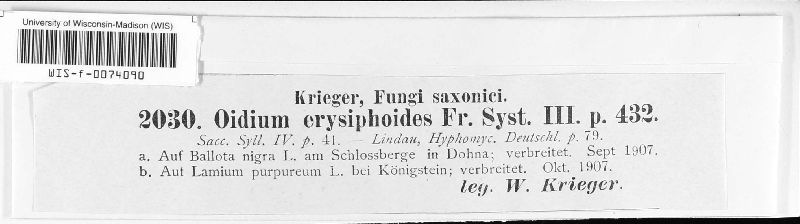 University of Wisconsin-Madison (WIS)
WIS-f-0074090
Krieger, Fungi saxonici.
2030. Oidium erysiphoides Fr. Syst. III. p. 432.
Sacc. Syll. IV. p. 41. — Lindau, Hyphomyc. Deutschl. p. 79.
a. Auf Ballota nigra L. am Schlossberge in Dohna; verbreitet. Sept 1907.
b. Aut Lamium purpureum L. bei Königstein; verbreitet. Okt. 1907.
leg. W. Krieger.